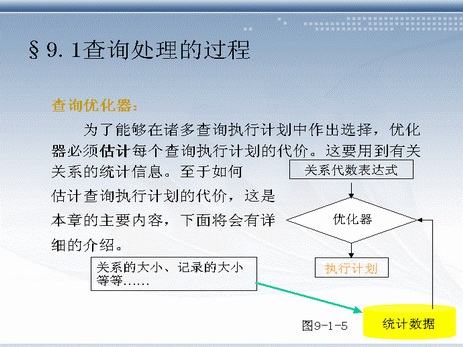 §9.1查询处理的过程
查询优化器：
为了能够在诸多查询执行计划中作出选择，优化
器必须估计每个查询执行计划的代价。这要用到有关
关系的统计信息。至于如何
估计查询执行计划的代价，这是
本章的主要内容，下面将会有详
细的介绍。
关系代数表达式
优化器
执行计划
关系的大小、记录的大小
等等……
图9-1-5
统计数据